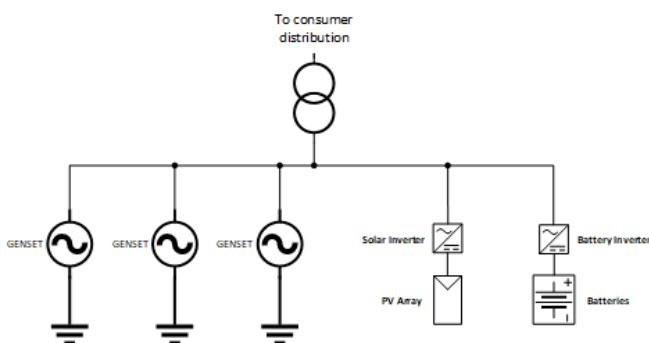 To consumer
distribution
GENSET
GENSET
GENSET
Solar Inverter
Battery Inverter
PV Array
Batteries